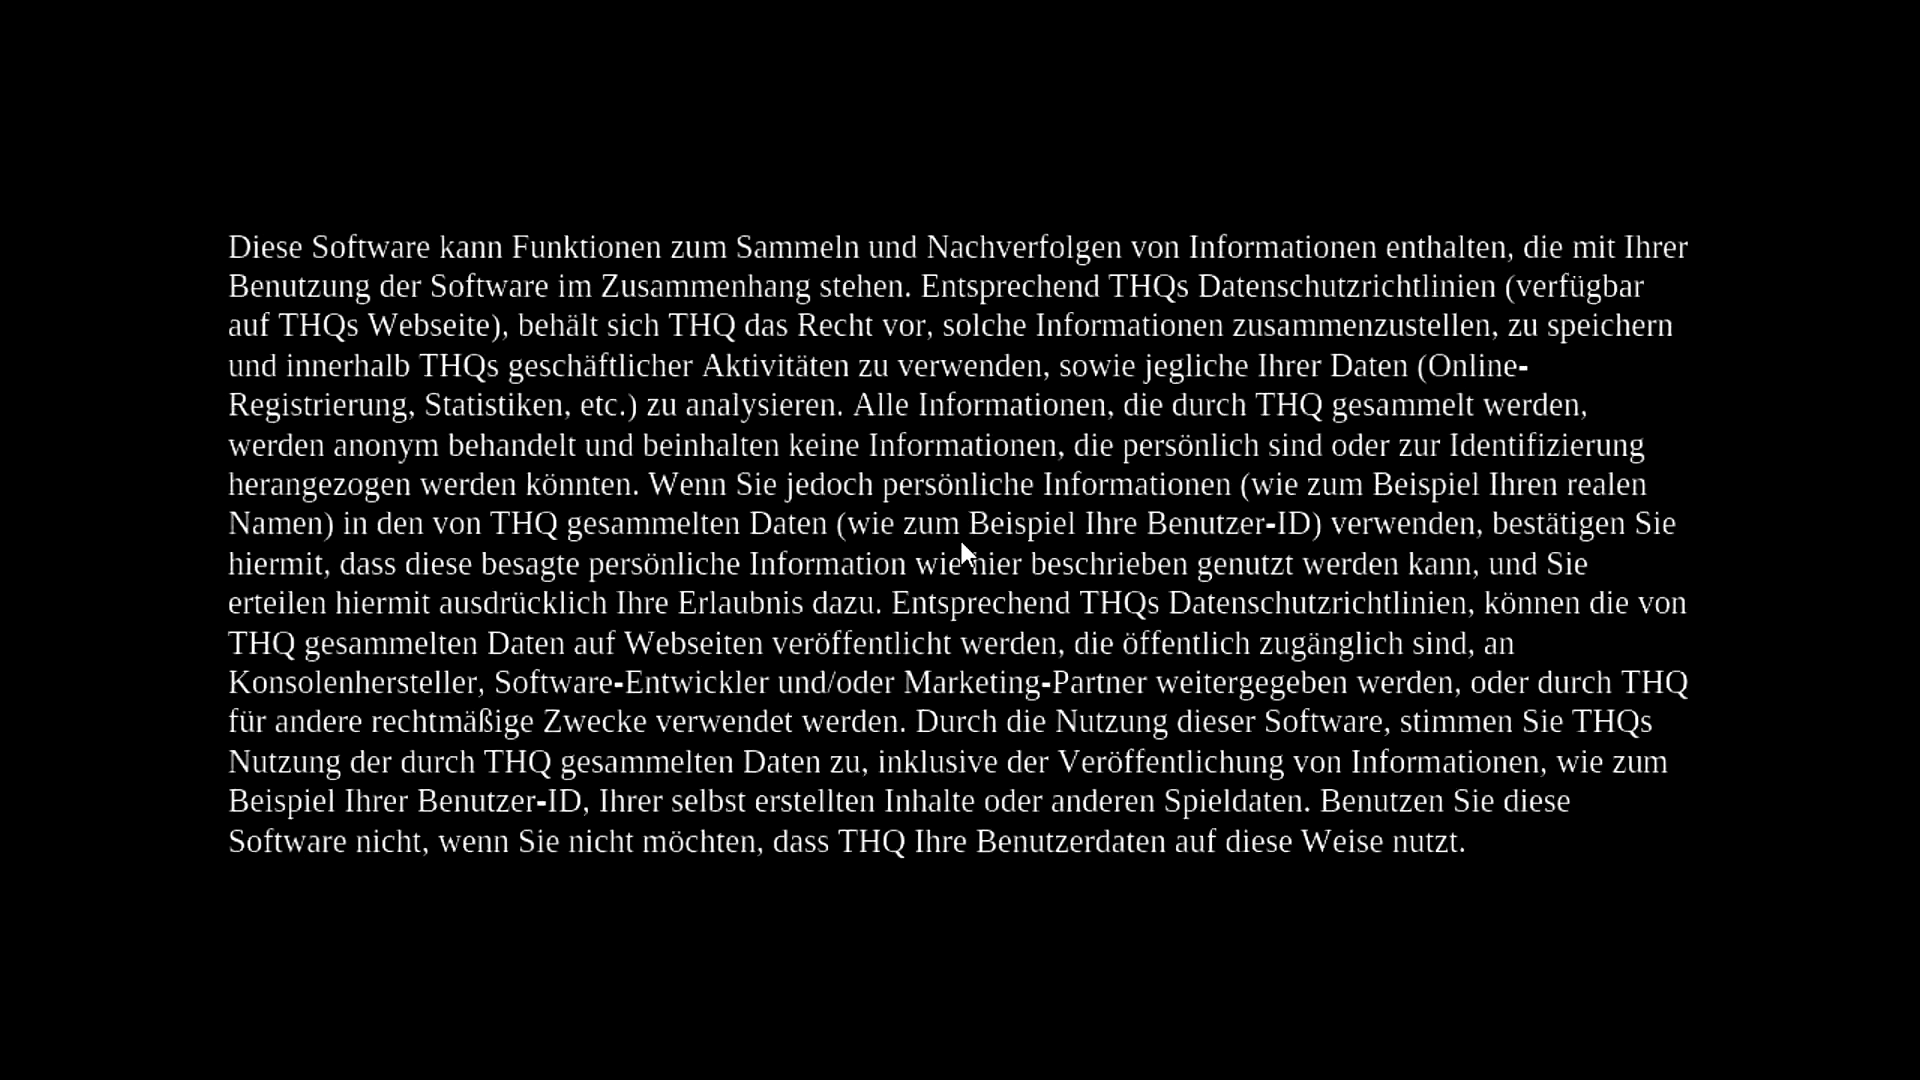 Diese Software kann Funktionen zum Sammeln und Nachverfolgen von Informationen enthalten, die mit Ihrer
Benutzung der Software im Zusammenhang stehen. Entsprechend THQs Datenschutzrichtlinien (verfügbar
auf THQs Webseite), behält sich THQ das Recht vor, solche Informationen zusammenzustellen, zu speichern
und innerhalb THQs geschäftlicher Aktivitäten zu verwenden, sowie jegliche Ihrer Daten (Online-
Registrierung, Statistiken, etc.) zu analysieren. Alle Informationen, die durch THQ gesammelt werden,
werden anonym behandelt und beinhalten keine Informationen, die persönlich sind oder zur Identifizierung
herangezogen werden könnten. Wenn Sie jedoch persönliche Informationen (wie zum Beispiel Ihren realen
Namen) in den von THQ gesammelten Daten (wie zum Beispiel Ihre Benutzer-ID) verwenden, bestätigen Sie
hiermit, dass diese besagte persönliche Information wie hier beschrieben genutzt werden kann, und Sie
erteilen hiermit ausdrücklich Ihre Erlaubnis dazu. Entsprechend THQs Datenschutzrichtlinien, können die von
THQ gesammelten Daten auf Webseiten veröffentlicht werden, die öffentlich zugänglich sind, an
Konsolenhersteller, Software-Entwickler und/oder Marketing-Partner weitergegeben werden, oder durch THQ
für andere rechtmäßige Zwecke verwendet werden. Durch die Nutzung dieser Software, stimmen Sie THQs
Nutzung der durch THQ gesammelten Daten zu, inklusive der Veröffentlichung von Informationen, wie zum
Beispiel Ihrer Benutzer-ID, Ihrer selbst erstellten Inhalte oder anderen Spieldaten. Benutzen Sie diese
Software nicht, wenn Sie nicht möchten, dass THQ Ihre Benutzerdaten auf diese Weise nutzt.